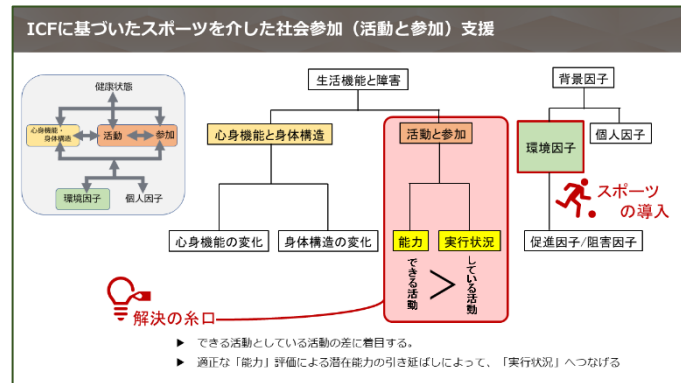 ICFに基づいたスポーツを介した社会参加（活動と参加）支援
健康状態
心身機能・
身体構造
活動
参加
環境因子
個人因子
生活機能と障害
背景因子
心身機能と身体構造
活動と参加
環境因子
個人因子
スポーツ
の導入
心身機能の変化
身体構造の変化
能力
実行状況
促進因子/阻害因子
できる活動
＞
している活動
解決の糸口
▶ できる活動としている活動の差に着目する。
▶ 適正な「能力」評価による潜在能力の引き延ばしによって、「実行状況」へつなげる